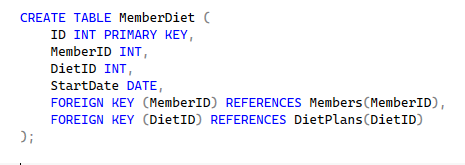 CREATE TABLE MemberDiet (
    ID INT PRIMARY KEY,
    MemberID INT,
    DietID INT,
    StartDate DATE,
    FOREIGN KEY (MemberID) REFERENCES Members(MemberID),
    FOREIGN KEY (DietID) REFERENCES DietPlans(DietID)
);